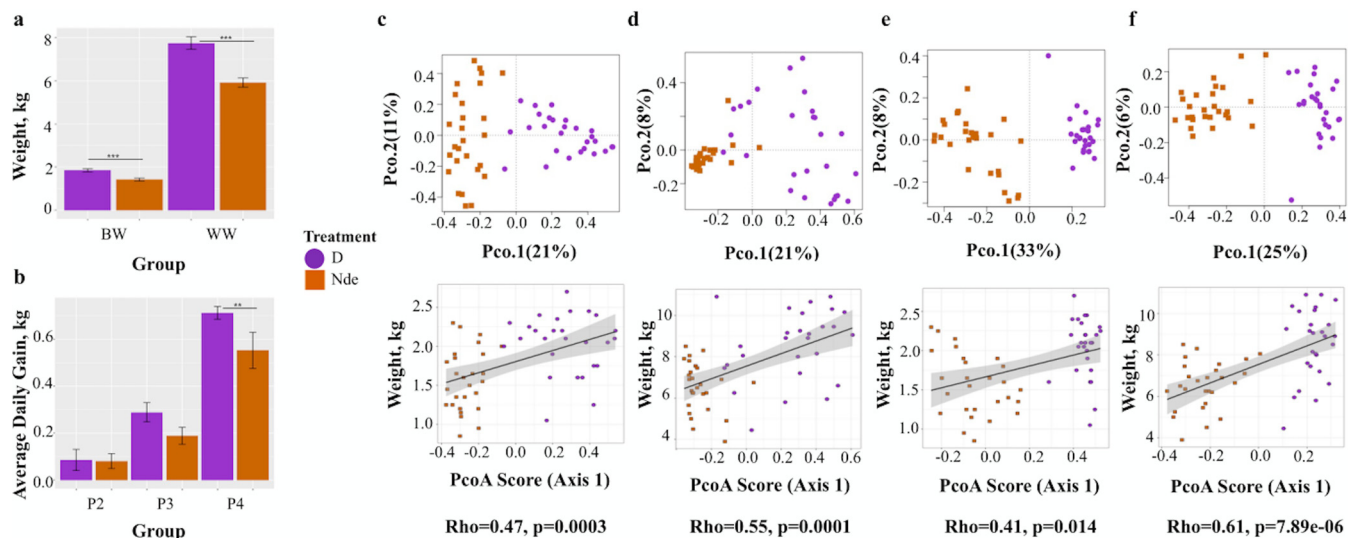 a
Weight, kg
8
6
4
2
0
***
***
BW
WW
Group
b
Average Daily Gain, kg
0.6
0.4
0.2
0.0
**
P2
P3
P4
Group
Treatment
D
Nde
c
Pco.2(11%)
0.4
0.2
0.0
-0.2
-0.4
-0.4
-0.2
0.0
0.2
0.4
Pco.1(21%)
Weight, kg
2.5
2.0
1.5
1.0
-0.4
-0.2
0.0
0.2
0.4
PcoA Score (Axis 1)
Rho=0.47, p=0.0003
d
Pco.2(8%)
0.4
0.2
0.0
-0.2
-0.2
0.0
0.2
0.4
0.6
Pco.1(21%)
Weight, kg
10
8
6
4
-0.2
0.0
0.2
0.4
0.6
PcoA Score (Axis 1)
Rho=0.55, p=0.0001
e
Pco.2(8%)
0.4
0.2
0.0
-0.2
-0.4
-0.2
0.0
0.2
Pco.1(33%)
Weight, kg
2.5
2.0
1.5
1.0
-0.2
0.0
0.2
0.4
PcoA Score (Axis 1)
Rho=0.41, p=0.014
f
Pco.2(6%)
0.2
0.0
-0.2
-0.4
-0.4
-0.2
0.0
0.2
0.4
Pco.1(25%)
Weight, kg
10
8
6
4
-0.4
-0.2
0.0
0.2
PcoA Score (Axis 1)
Rho=0.61, p=7.89e-06